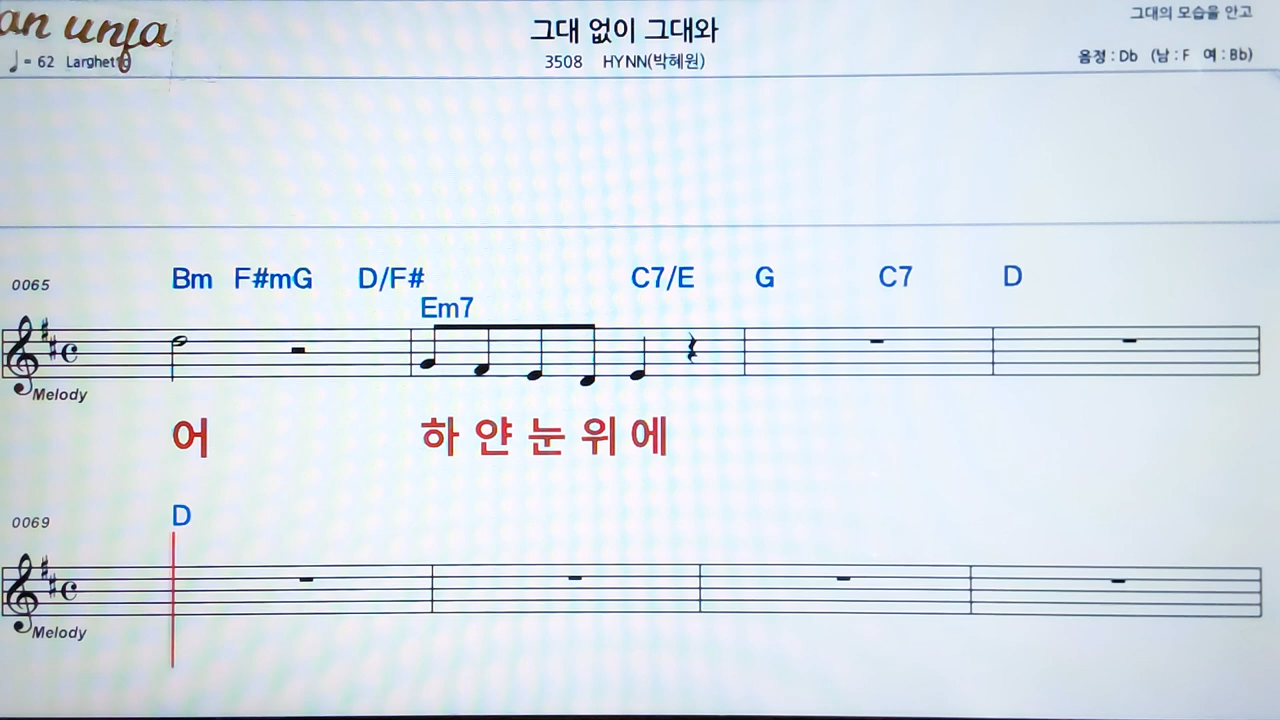 an unfa
그대 없이 그대와
그대의 모습을 안고
♩= 62 Larghetto
3508 HYNN(박혜원)
음정 : Db (남 : F 여 : Bb)
0065 Bm F#mG D/F# Em7 C7/E G C7 D
Melody
어 하 얀 눈 위 에
0069 D
Melody